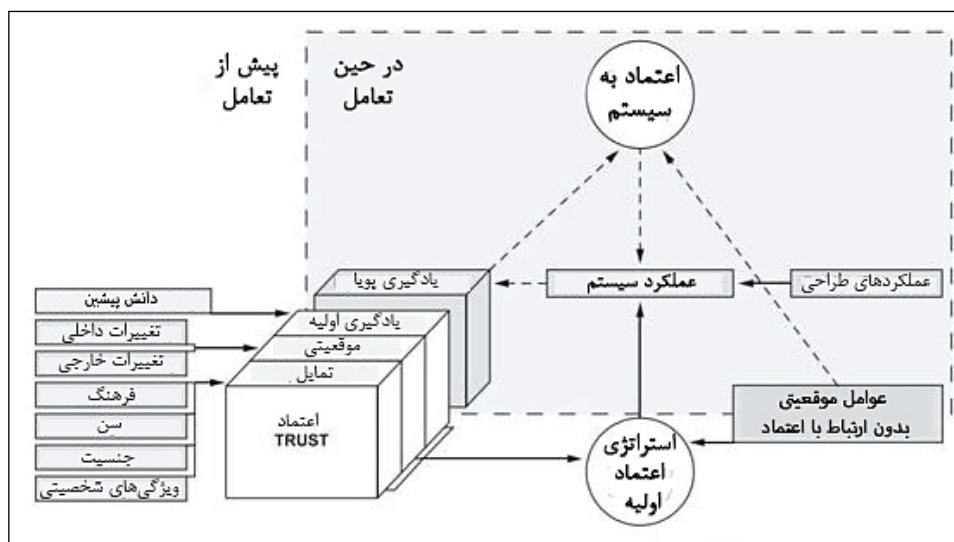 پیش از
تعامل
در حین
تعامل
اعتماد به
سیستم
یادگیری پویا
عملکرد سیستم
عملکردهای طراحی
دانش پیشین
تغییرات داخلی
تغییرات خارجی
فرهنگ
سن
جنسیت
ویژگی‌های شخصیتی
یادگیری اولیه
موقعیتی
تمایل
اعتماد
TRUST
استراتژی
اعتماد
اولیه
عوامل موقعیتی
بدون ارتباط با اعتماد